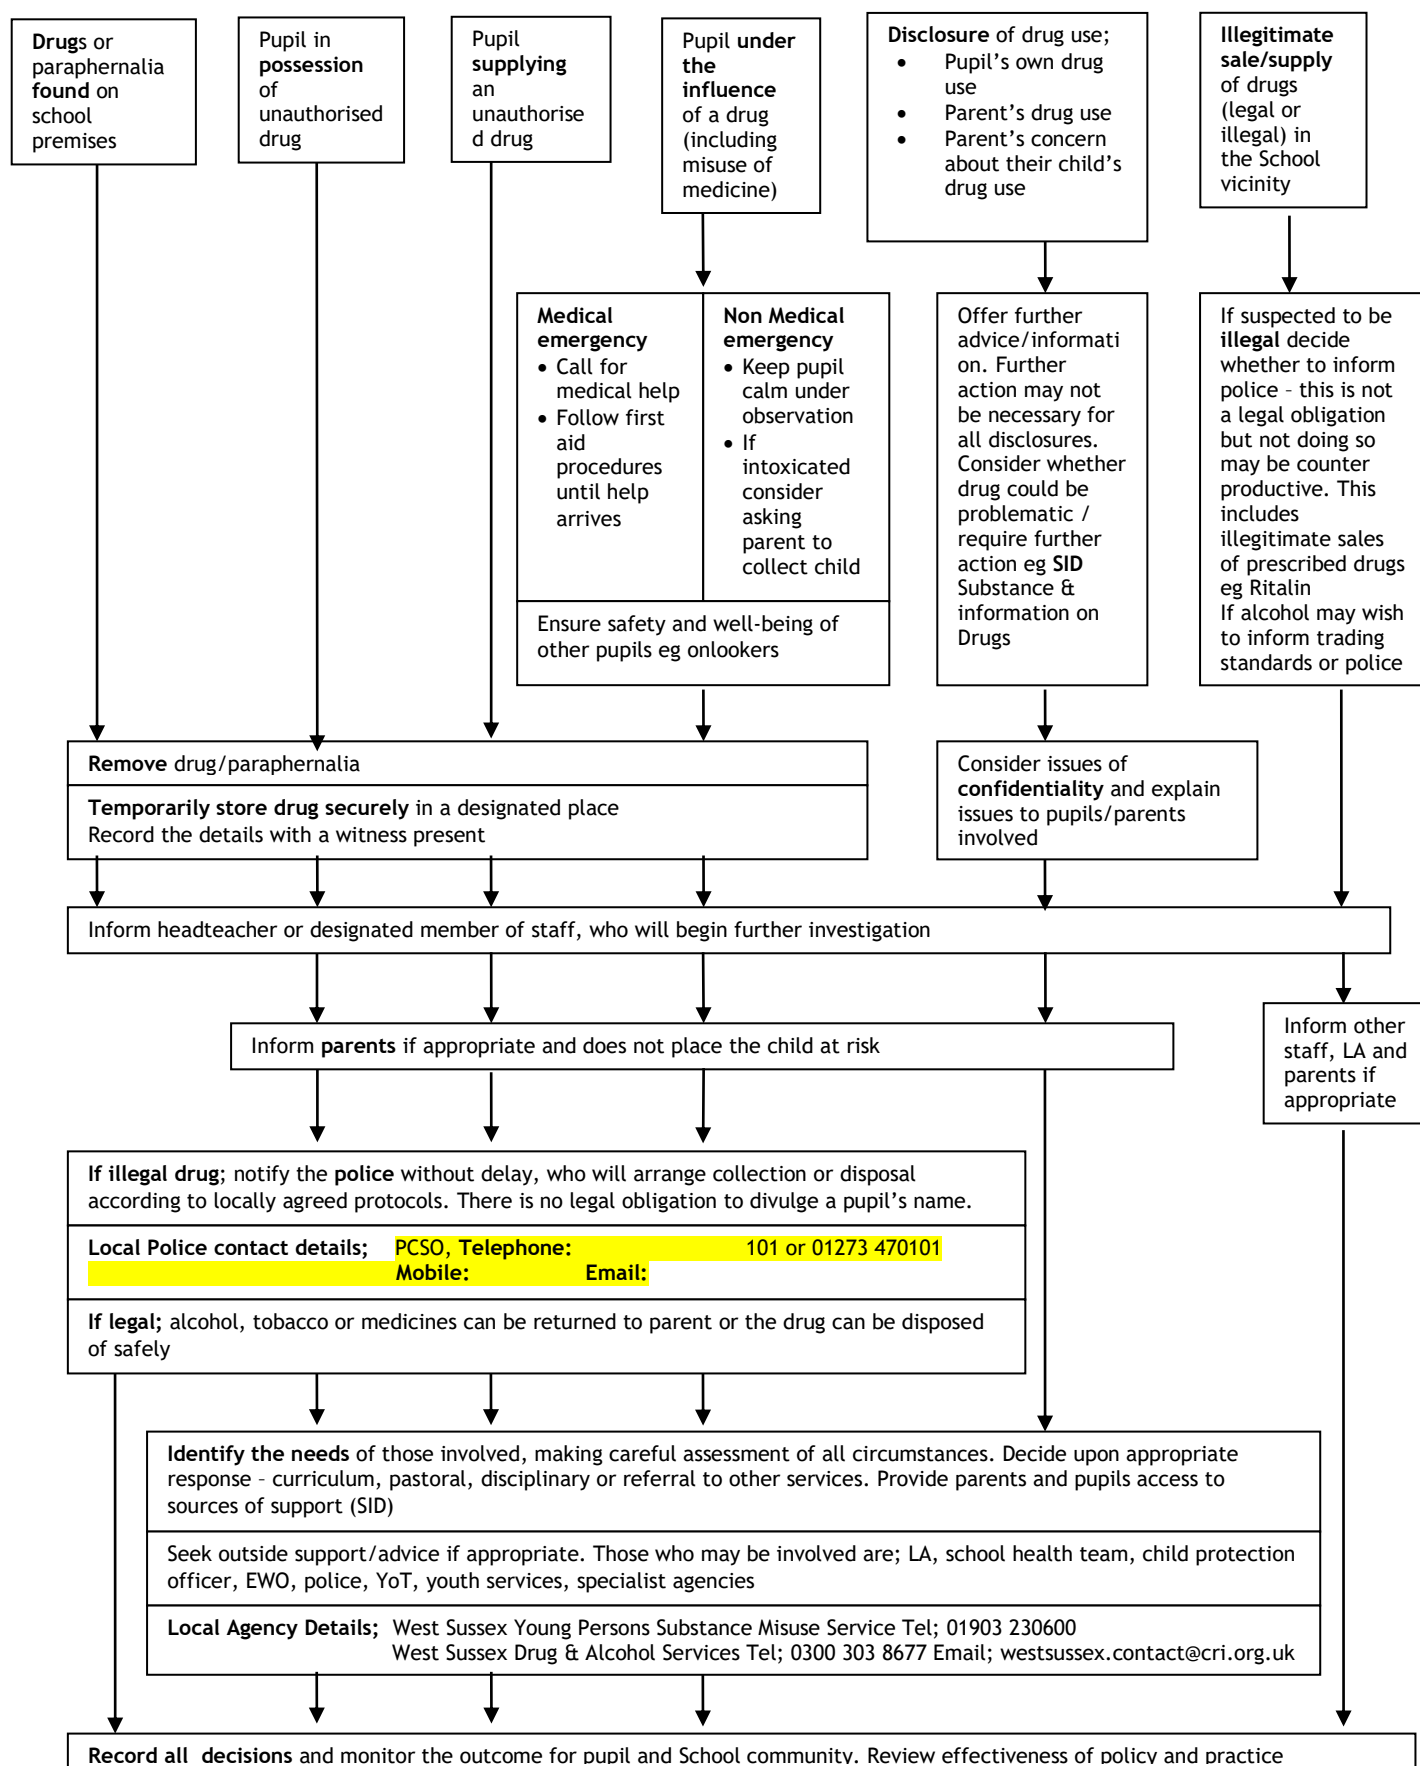 Drugs or
paraphernalia
found on
school
premises
Pupil in
possession
of
unauthorised
drug
Pupil
supplying
an
unauthorise
d drug
Pupil under
the
influence
of a drug
(including
misuse of
medicine)
Disclosure of drug use;
• Pupil's own drug
use
• Parent's drug use
• Parent's concern
about their child's
drug use
Illegitimate
sale/supply
of drugs
(legal or
illegal) in
the School
vicinity
Medical
emergency
• Call for
medical help
• Follow first
aid
procedures
until help
arrives
Non Medical
emergency
• Keep pupil
calm under
observation
• If
intoxicated
consider
asking
parent to
collect child
Ensure safety and well-being of
other pupils eg onlookers
Offer further
advice/informati
on. Further
action may not
be necessary for
all disclosures.
Consider whether
drug could be
problematic /
require further
action eg SID
Substance &
information on
Drugs
If suspected to be
illegal decide
whether to inform
police – this is not
a legal obligation
but not doing so
may be counter
productive. This
includes
illegitimate sales
of prescribed drugs
eg Ritalin
If alcohol may wish
to inform trading
standards or police
Remove drug/paraphernalia
Temporarily store drug securely in a designated place
Record the details with a witness present
Consider issues of
confidentiality and explain
issues to pupils/parents
involved
Inform headteacher or designated member of staff, who will begin further investigation
Inform parents if appropriate and does not place the child at risk
Inform other
staff, LA and
parents if
appropriate
If illegal drug; notify the police without delay, who will arrange collection or disposal
according to locally agreed protocols. There is no legal obligation to divulge a pupil's name.
Local Police contact details; PCSO, Telephone: 101 or 01273 470101
Mobile: Email:
If legal; alcohol, tobacco or medicines can be returned to parent or the drug can be disposed
of safely
Identify the needs of those involved, making careful assessment of all circumstances. Decide upon appropriate
response – curriculum, pastoral, disciplinary or referral to other services. Provide parents and pupils access to
sources of support (SID)
Seek outside support/advice if appropriate. Those who may be involved are; LA, school health team, child protection
officer, EWO, police, YoT, youth services, specialist agencies
Local Agency Details; West Sussex Young Persons Substance Misuse Service Tel; 01903 230600
West Sussex Drug & Alcohol Services Tel; 0300 303 8677 Email; westsussex.contact@cri.org.uk
Record all decisions and monitor the outcome for pupil and School community. Review effectiveness of policy and practice